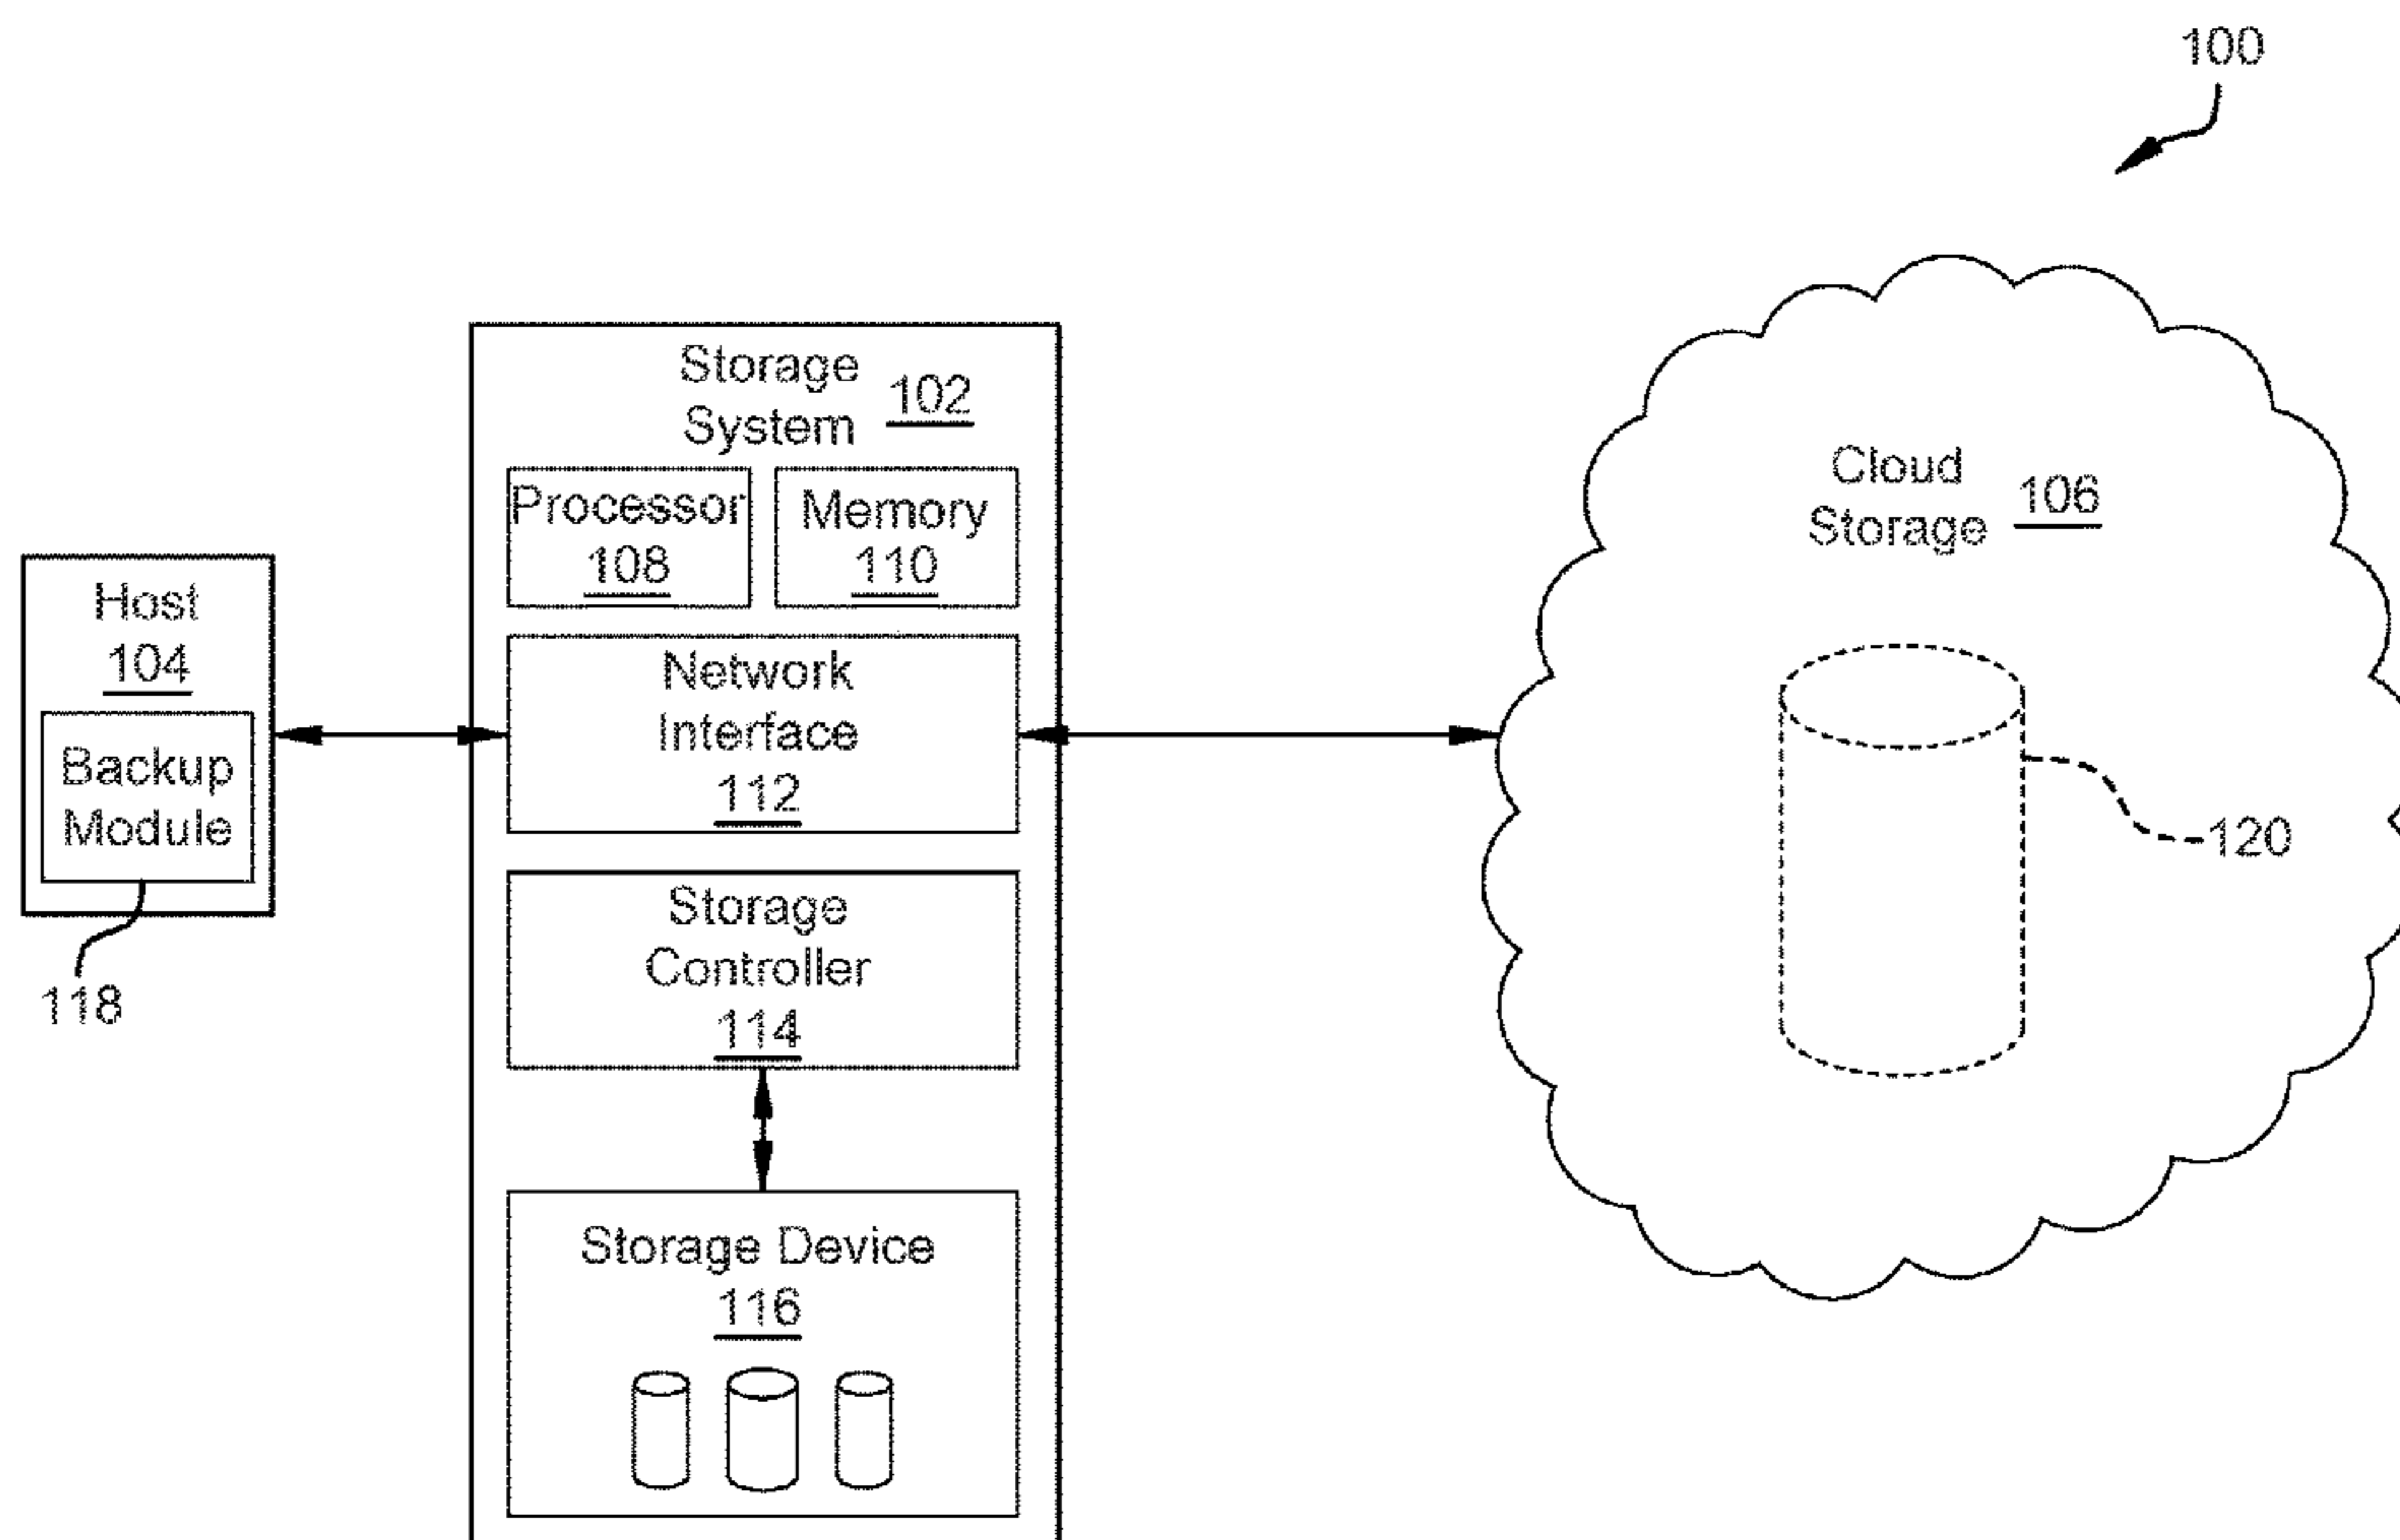 100
Storage
System 102
Processor
108
Memory
110
Host
104
Backup
Module
118
Network
Interface
112
Storage
Controller
114
Storage Device
116
Cloud
Storage 106
120